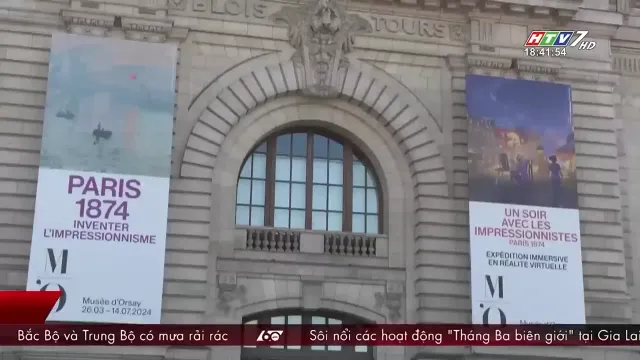 BLOIS
TOURS
HTV7 HD
18:41:54
PARIS
1874
INVENTER
L'IMPRESSIONNISME
M'O
Musée d'Orsay
26.03 - 14.07.2024
UN SOIR
AVEC LES
IMPRESSIONNISTES
PARIS 1874
EXPÉDITION IMMERSIVE
EN RÉALITÉ VIRTUELLE
M'O
Bắc Bộ và Trung Bộ có mưa rải rác
60
Sôi nổi các hoạt động "Tháng Ba biên giới" tại Gia Lai